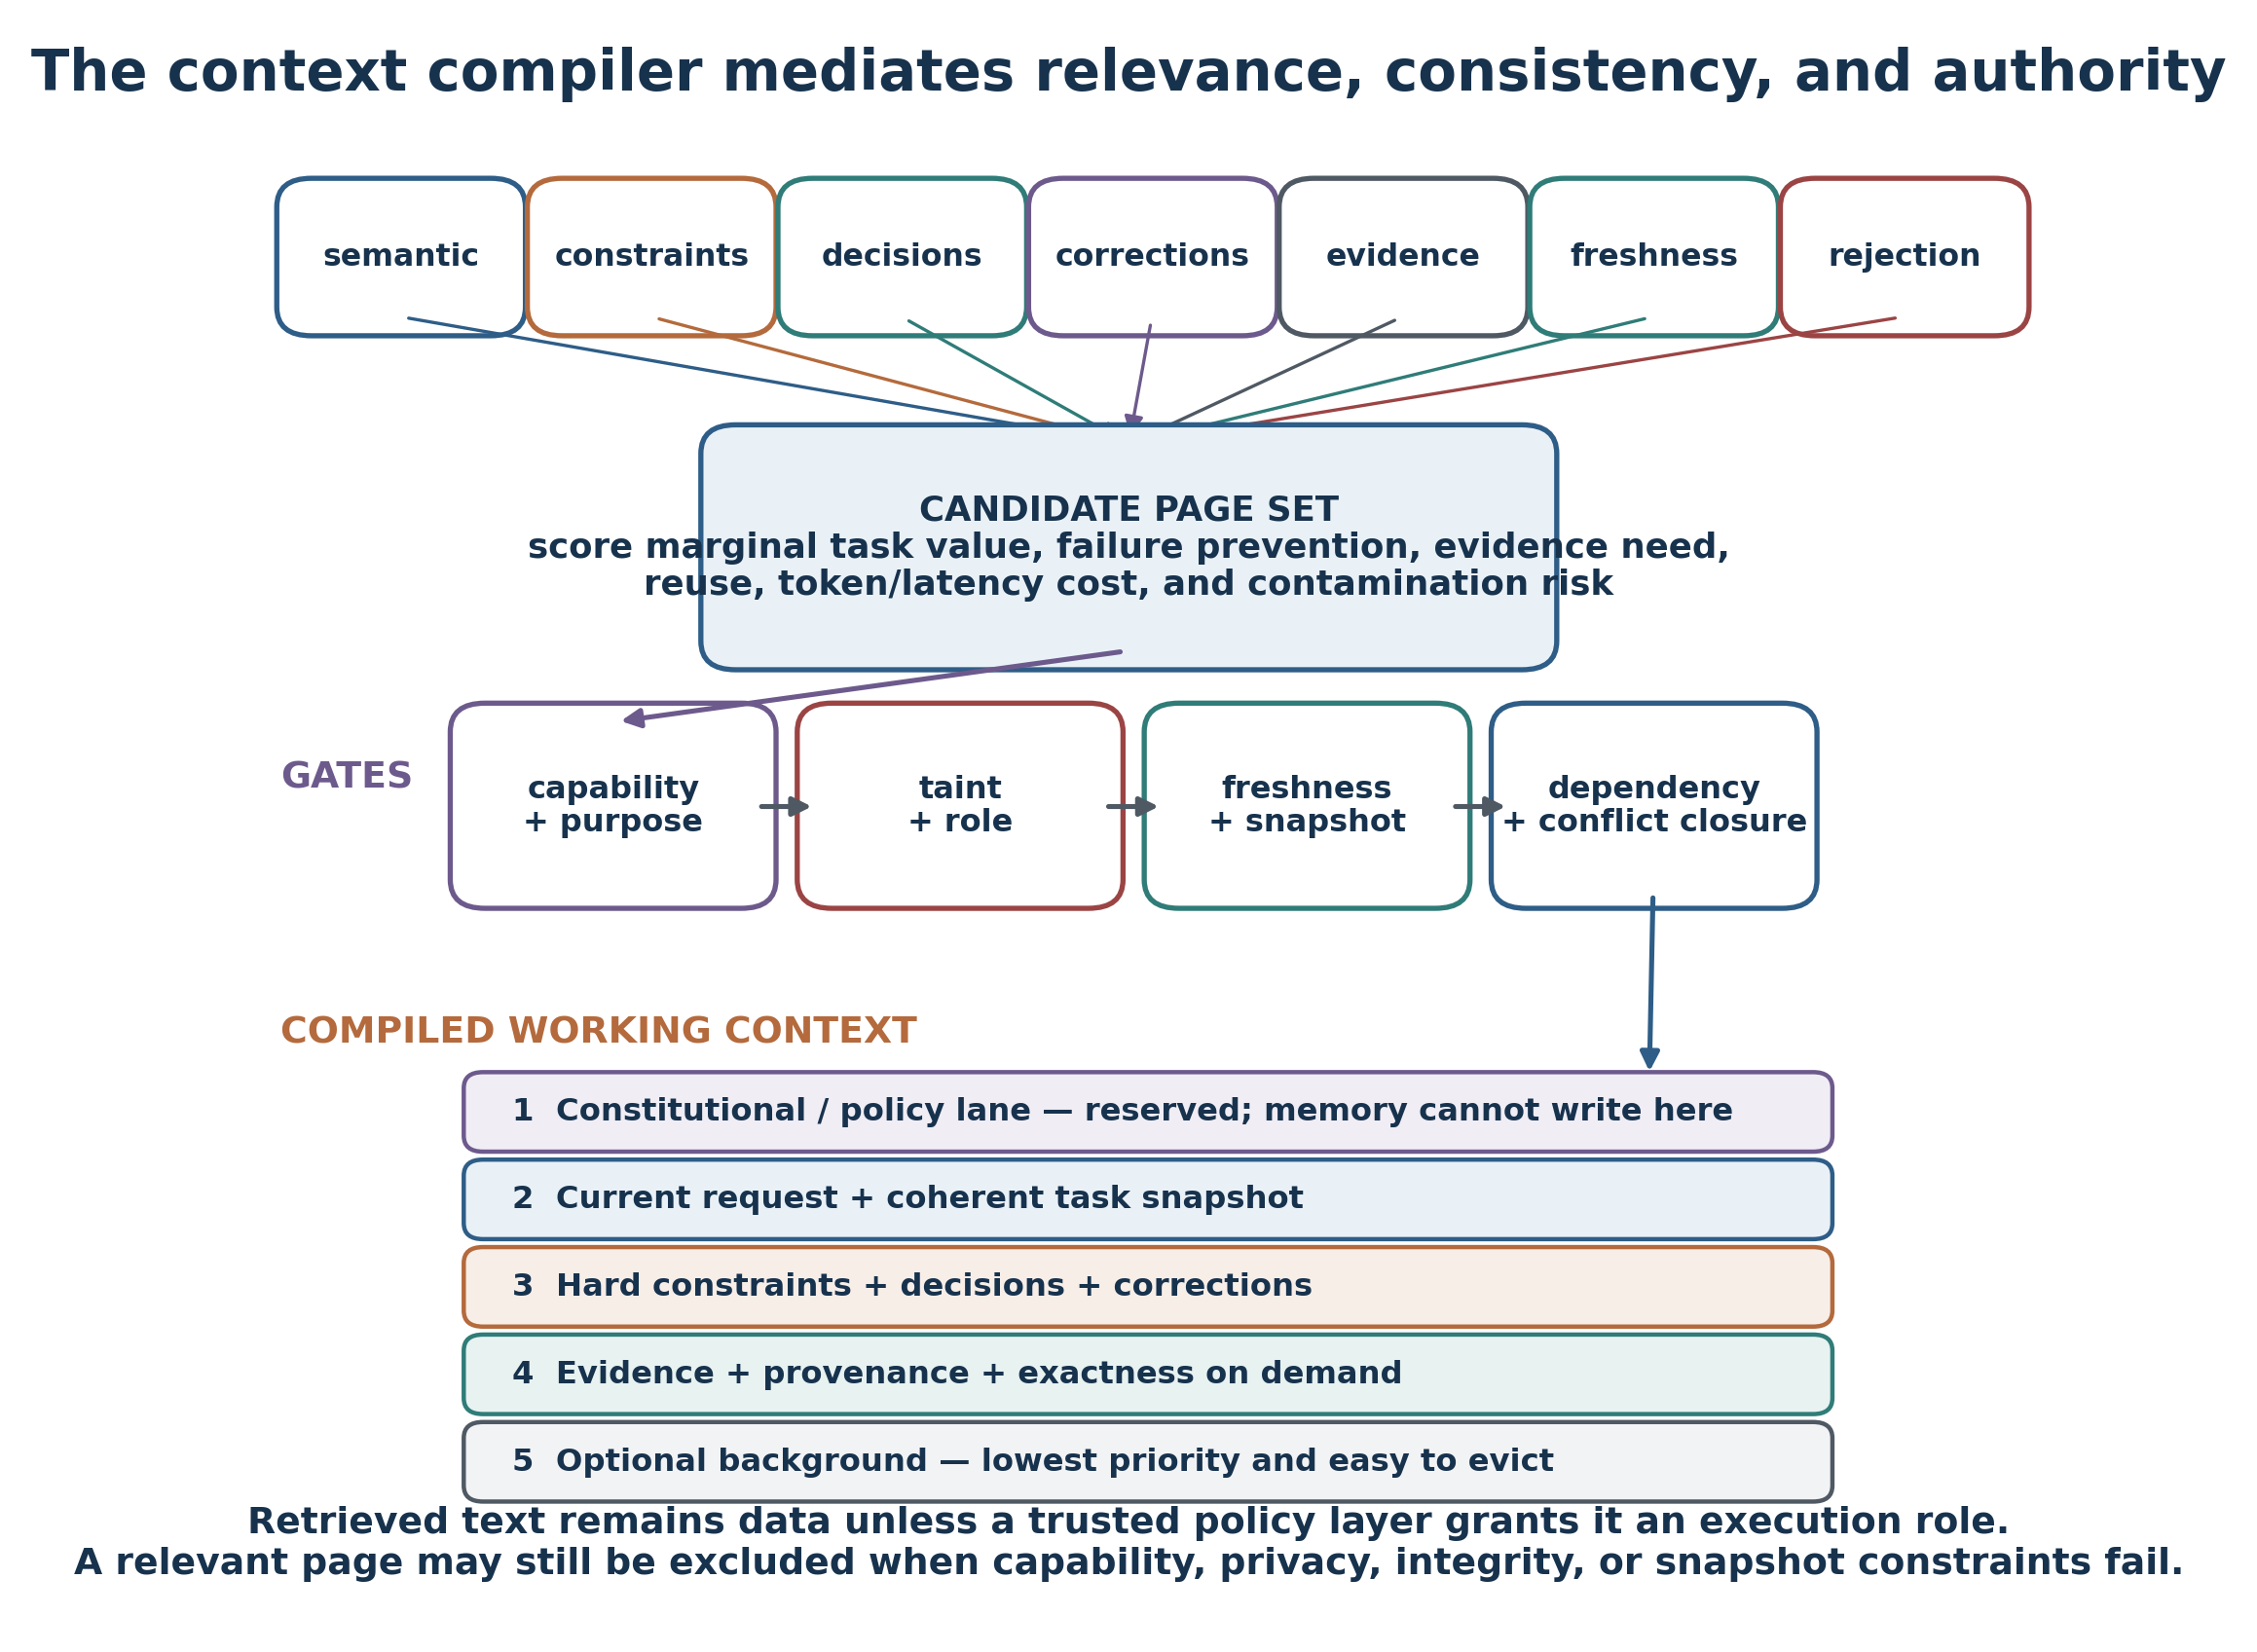 The context compiler mediates relevance, consistency, and authority
semantic
constraints
decisions
corrections
evidence
freshness
rejection
CANDIDATE PAGE SET
score marginal task value, failure prevention, evidence need,
reuse, token/latency cost, and contamination risk
GATES
capability
+ purpose
taint
+ role
freshness
+ snapshot
dependency
+ conflict closure
COMPILED WORKING CONTEXT
1 Constitutional / policy lane — reserved; memory cannot write here
2 Current request + coherent task snapshot
3 Hard constraints + decisions + corrections
4 Evidence + provenance + exactness on demand
5 Optional background — lowest priority and easy to evict
Retrieved text remains data unless a trusted policy layer grants it an execution role.
A relevant page may still be excluded when capability, privacy, integrity, or snapshot constraints fail.